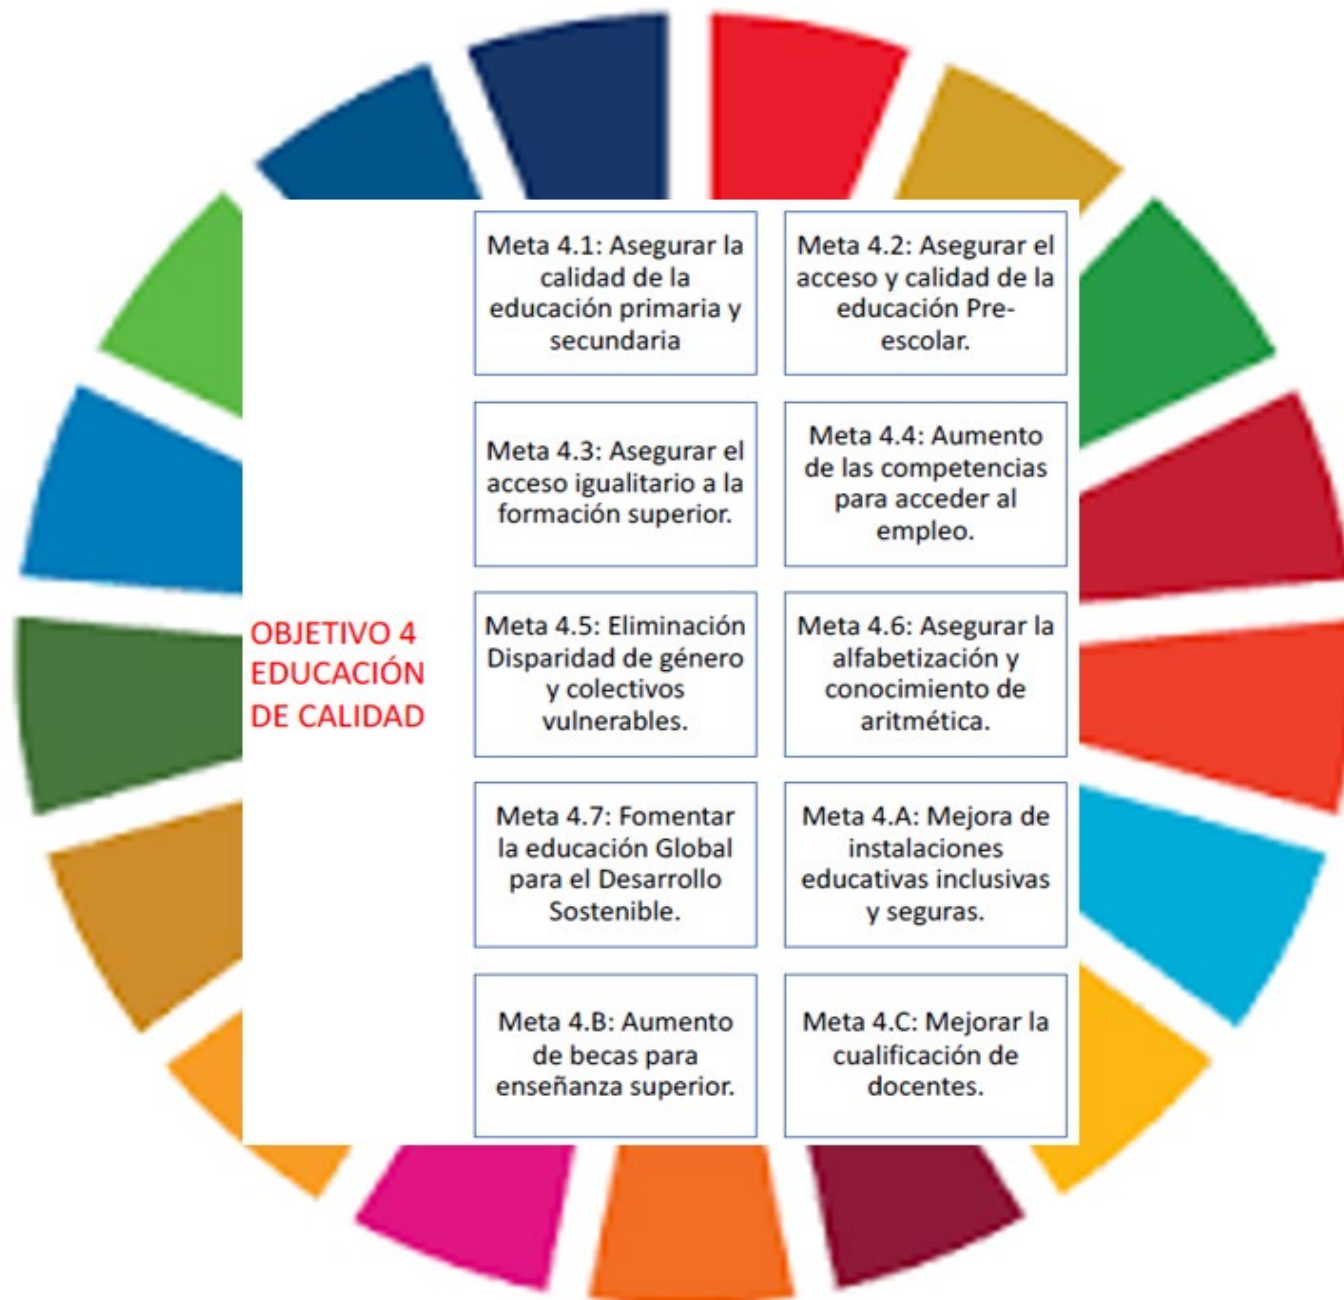 OBJETIVO 4
EDUCACIÓN
DE CALIDAD
Meta 4.1: Asegurar la
calidad de la
educación primaria y
secundaria
Meta 4.2: Asegurar el
acceso y calidad de la
educación Pre-
escolar.
Meta 4.3: Asegurar el
acceso igualitario a la
formación superior.
Meta 4.4: Aumento
de las competencias
para acceder al
empleo.
Meta 4.5: Eliminación
Disparidad de género
y colectivos
vulnerables.
Meta 4.6: Asegurar la
alfabetización y
conocimiento de
aritmética.
Meta 4.7: Fomentar
la educación Global
para el Desarrollo
Sostenible.
Meta 4.A: Mejora de
instalaciones
educativas inclusivas
y seguras.
Meta 4.B: Aumento
de becas para
enseñanza superior.
Meta 4.C: Mejorar la
cualificación de
docentes.